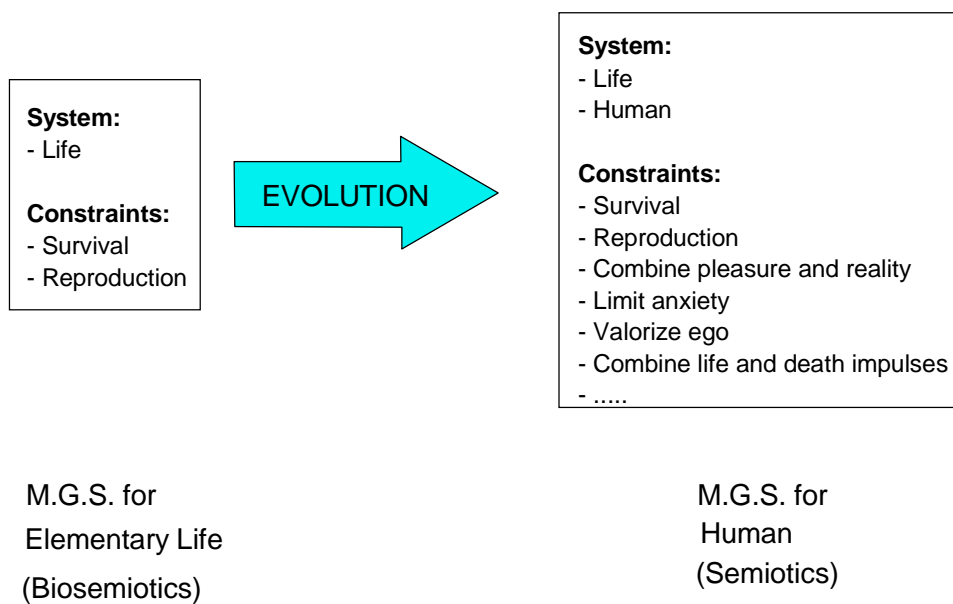 System:
- Life
Constraints:
- Survival
- Reproduction
EVOLUTION
System:
- Life
- Human
Constraints:
- Survival
- Reproduction
- Combine pleasure and reality
- Limit anxiety
- Valorize ego
- Combine life and death impulses
- .....
M.G.S. for
Elementary Life
(Biosemiotics)
M.G.S. for
Human
(Semiotics)